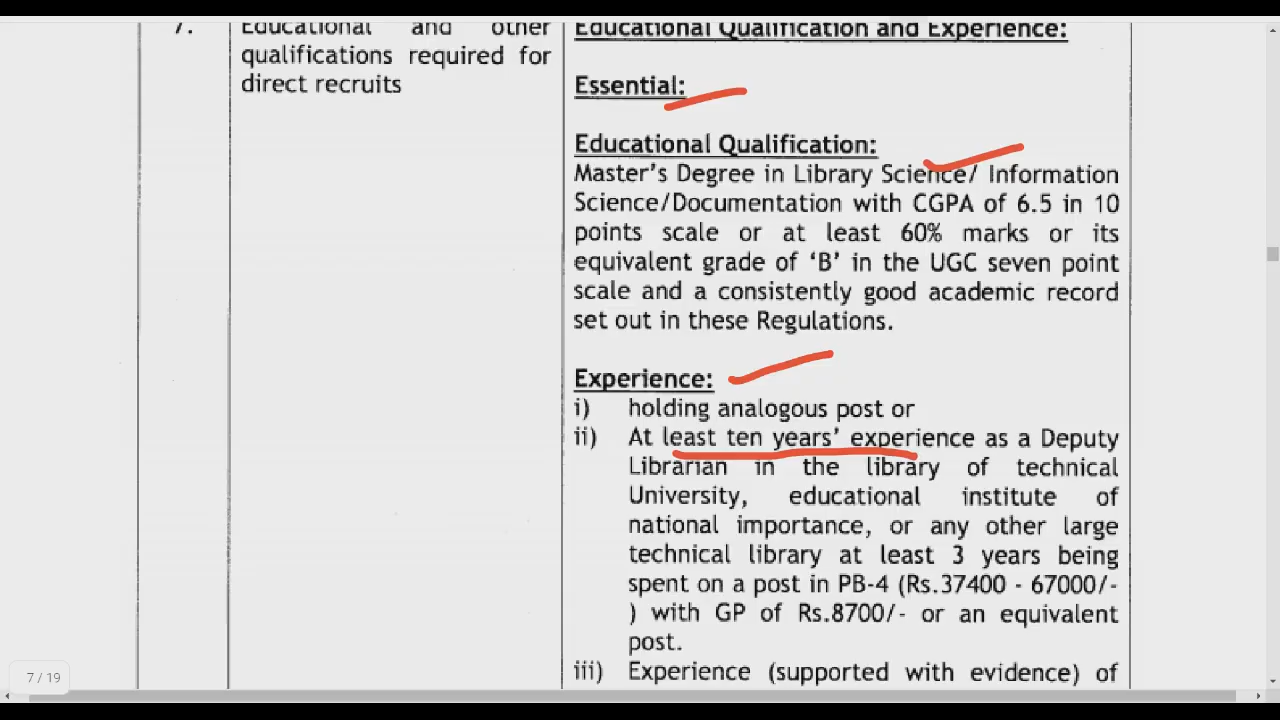 7. Educational and other
qualifications required for
direct recruits
Educational Qualification and Experience:
Essential:
Educational Qualification:
Master's Degree in Library Science/ Information
Science/Documentation with CGPA of 6.5 in 10
points scale or at least 60% marks or its
equivalent grade of 'B' in the UGC seven point
scale and a consistently good academic record
set out in these Regulations.
Experience:
i) holding analogous post or
ii) At least ten years' experience as a Deputy
Librarian in the library of technical
University, educational institute of
national importance, or any other large
technical library at least 3 years being
spent on a post in PB-4 (Rs.37400 - 67000/-
) with GP of Rs.8700/- or an equivalent
post.
iii) Experience (supported with evidence) of
7 / 19